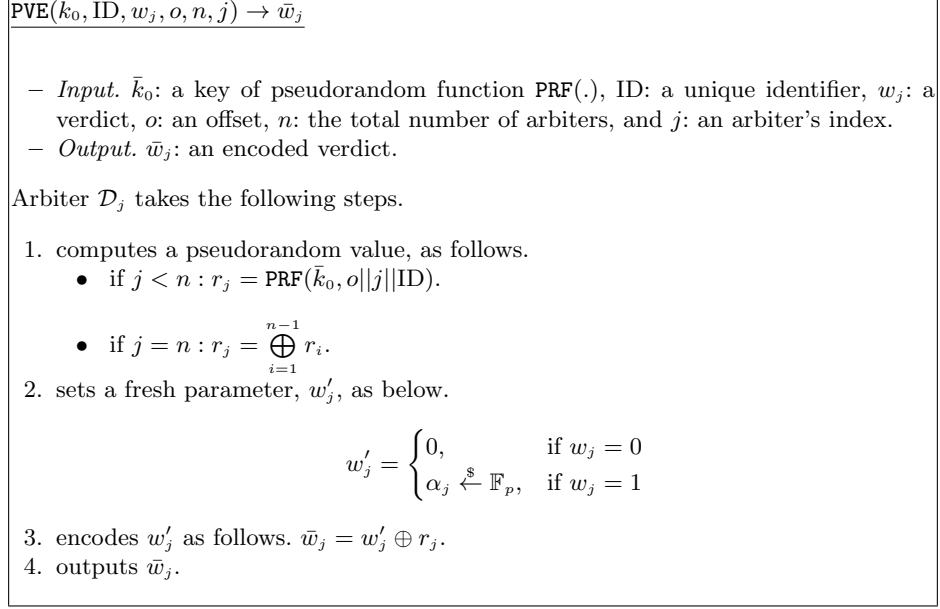 PVE(k₀, ID, wⱼ, o, n, j) → w̄ⱼ
– Input. k̄₀: a key of pseudorandom function PRF(.), ID: a unique identifier, wⱼ: a
verdict, o: an offset, n: the total number of arbiters, and j: an arbiter's index.
– Output. w̄ⱼ: an encoded verdict.
Arbiter 𝒟ⱼ takes the following steps.
1. computes a pseudorandom value, as follows.
• if j < n : rⱼ = PRF(k̄₀, o||j||ID).
• if j = n : rⱼ = ⨁_{i=1}^{n−1} rᵢ.
2. sets a fresh parameter, w′ⱼ, as below.
w′ⱼ = { 0, if wⱼ = 0
αⱼ ←$ 𝔽ₚ, if wⱼ = 1
3. encodes w′ⱼ as follows. w̄ⱼ = w′ⱼ ⊕ rⱼ.
4. outputs w̄ⱼ.